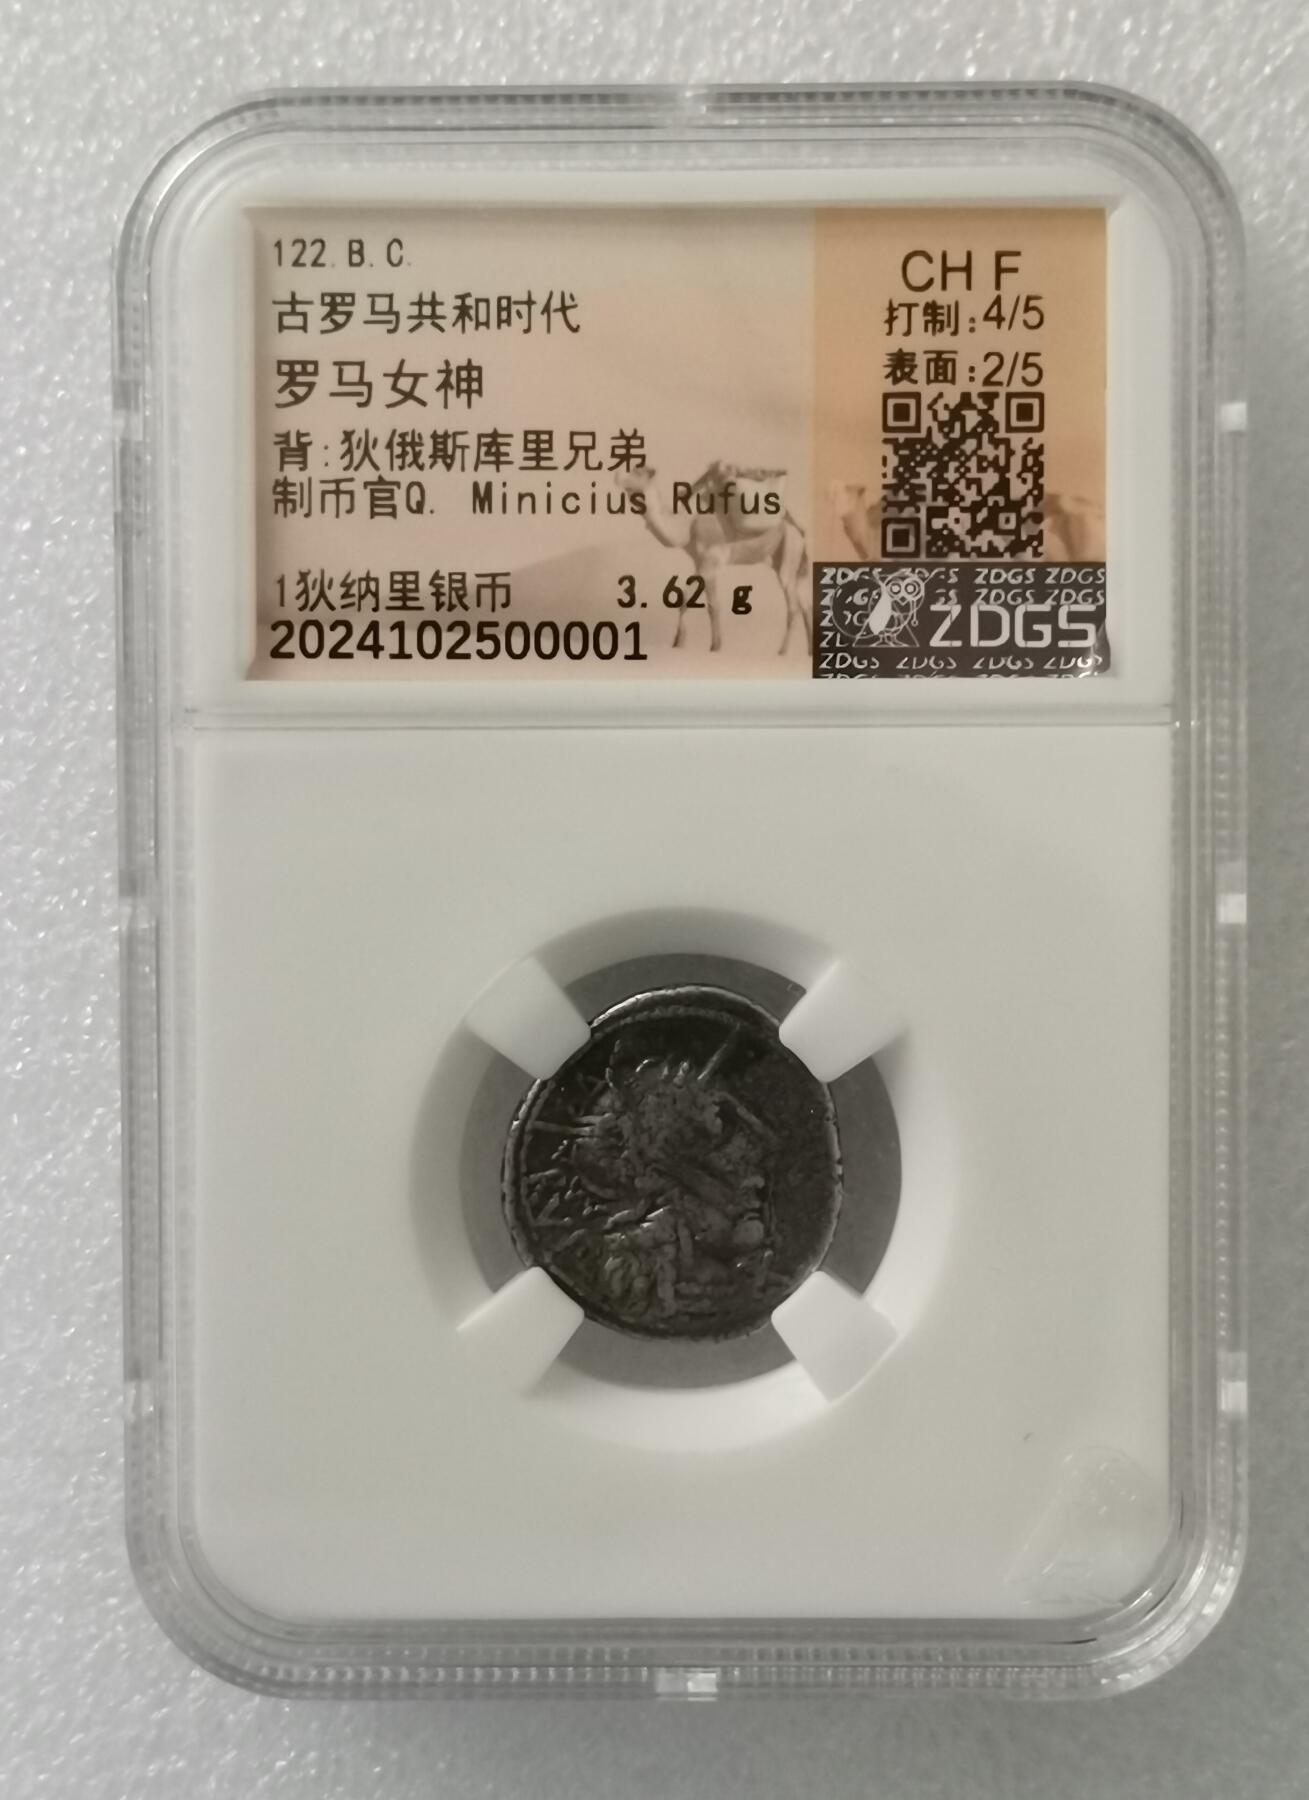 122.B.C.
古罗马共和时代
罗马女神
背:狄俄斯库里兄弟
制币官Q. Minicius Rufus
1狄纳里银币 3.62 g
2024102500001
CH F
打制:4/5
表面:2/5
ZDGS